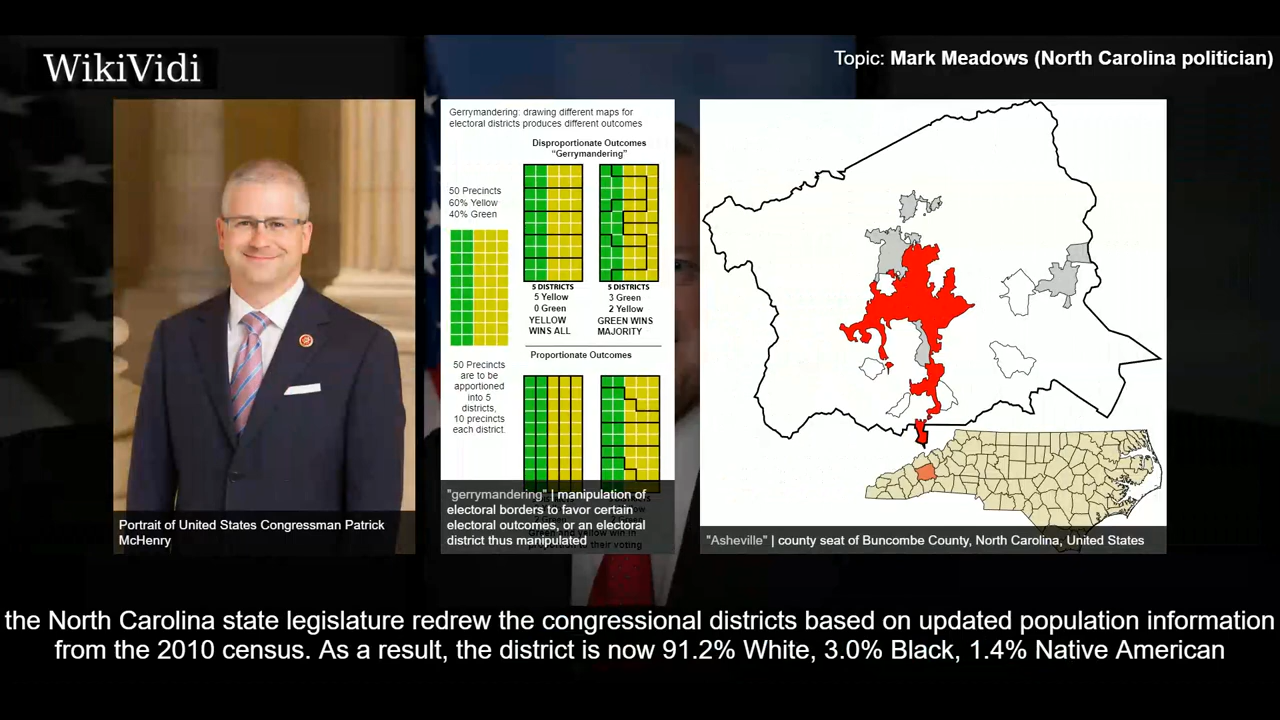 WikiVidi
Topic: Mark Meadows (North Carolina politician)
Portrait of United States Congressman Patrick
McHenry
Gerrymandering: drawing different maps for
electoral districts produces different outcomes
Disproportionate Outcomes
“Gerrymandering”
50 Precincts
60% Yellow
40% Green
5 DISTRICTS
5 Yellow
0 Green
YELLOW
WINS ALL
5 DISTRICTS
3 Green
2 Yellow
GREEN WINS
MAJORITY
Proportionate Outcomes
50 Precincts
are to be
apportioned
into 5
districts,
10 precincts
each district.
"gerrymandering" | manipulation of
electoral borders to favor certain
electoral outcomes, or an electoral
district thus manipulated
"Asheville" | county seat of Buncombe County, North Carolina, United States
the North Carolina state legislature redrew the congressional districts based on updated population information
from the 2010 census. As a result, the district is now 91.2% White, 3.0% Black, 1.4% Native American